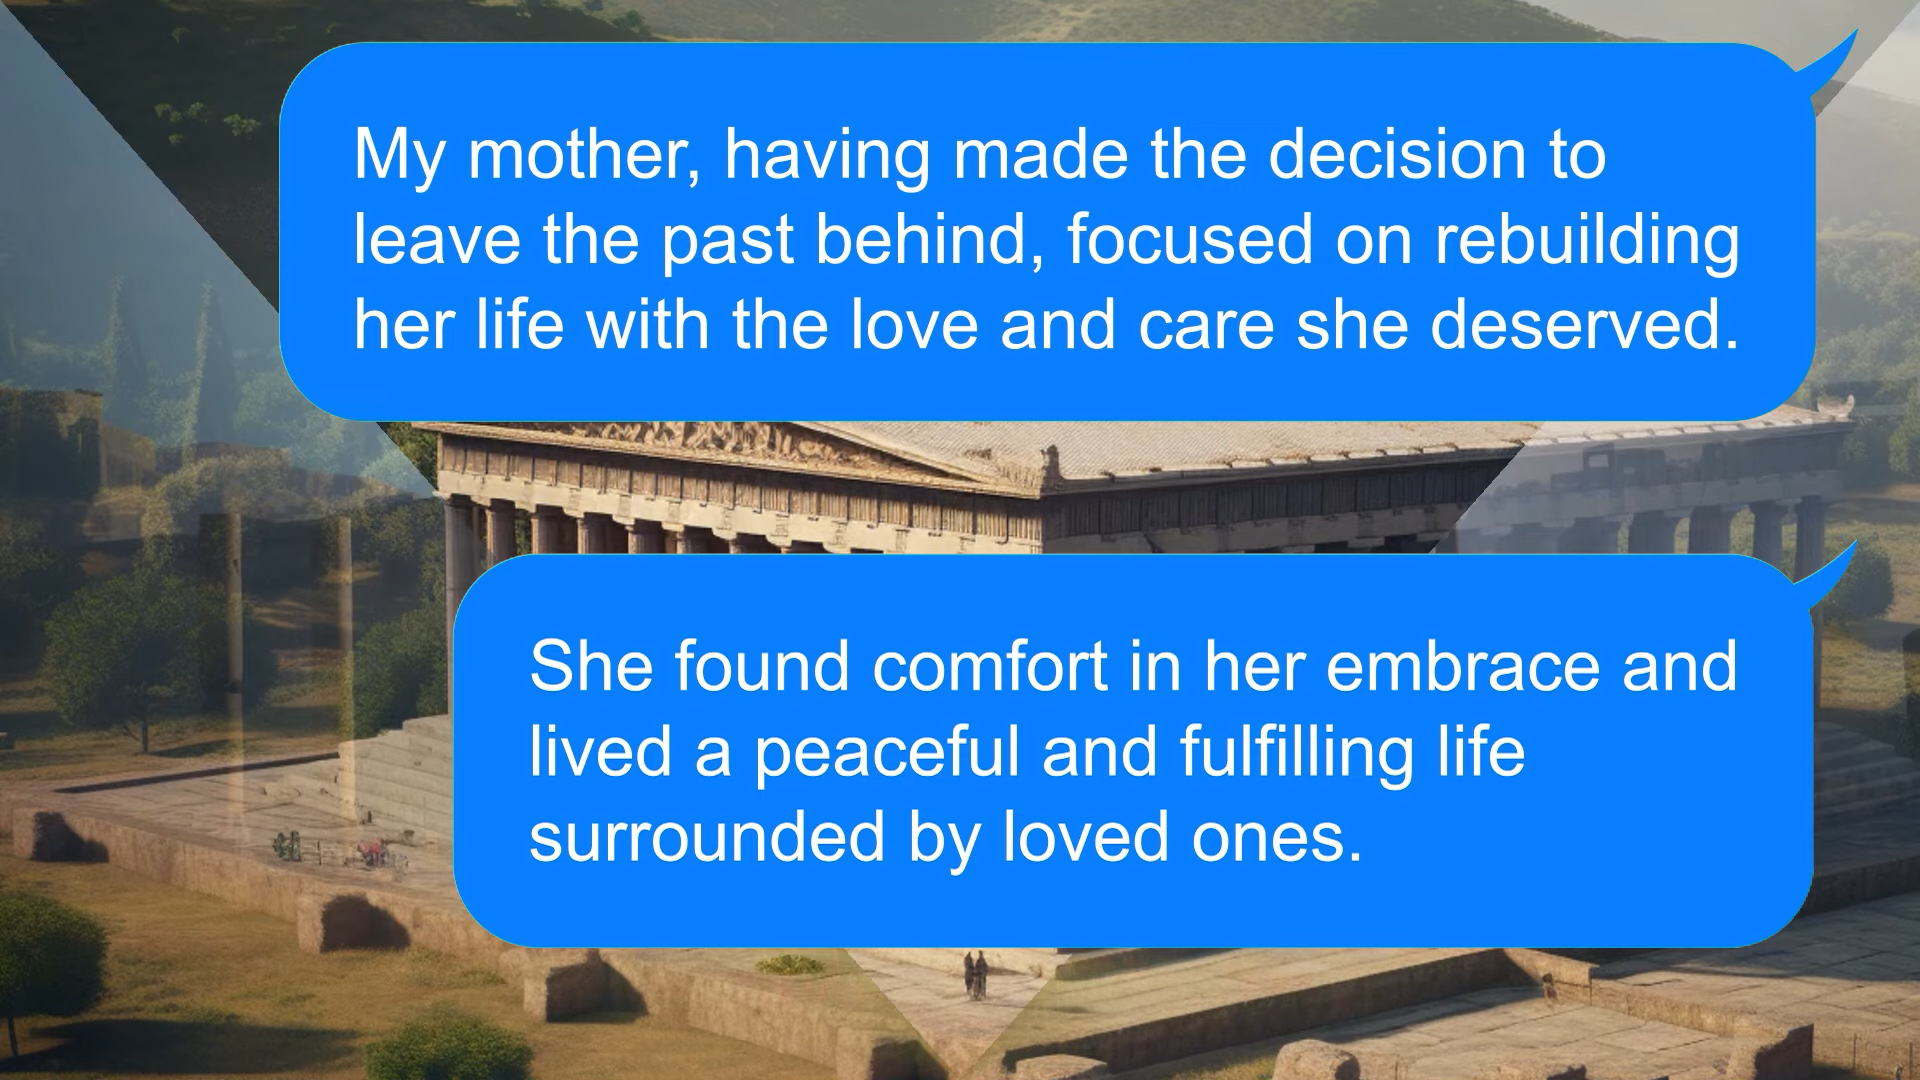 My mother, having made the decision to
leave the past behind, focused on rebuilding
her life with the love and care she deserved.
She found comfort in her embrace and
lived a peaceful and fulfilling life
surrounded by loved ones.